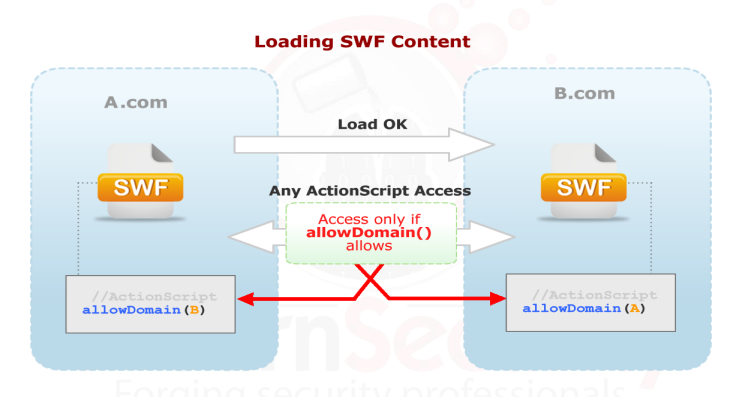 Loading SWF Content
A.com
B.com
Load OK
SWF
SWF
Any ActionScript Access
Access only if
allowDomain()
allows
//ActionScript
allowDomain(B)
//ActionScript
allowDomain(A)
Forging security professionals